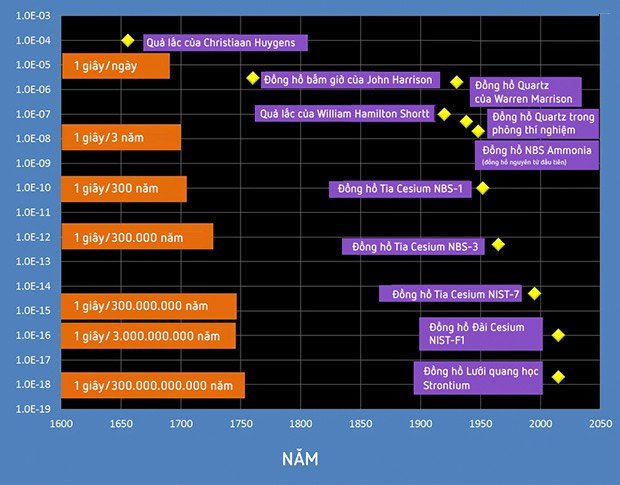 1.0E-03
1.0E-04
Quả lắc của Christiaan Huygens
1.0E-05
1 giây/ngày
Đồng hồ bấm giờ của John Harrison
1.0E-06
Đồng hồ Quartz
của Warren Marrison
1.0E-07
Quả lắc của William Hamilton Shortt
Đồng hồ Quartz trong
phòng thí nghiệm
1.0E-08
1 giây/3 năm
Đồng hồ NBS Ammonia
(đồng hồ nguyên tử đầu tiên)
1.0E-09
1.0E-10
1 giây/300 năm
Đồng hồ Tia Cesium NBS-1
1.0E-11
1.0E-12
1 giây/300.000 năm
Đồng hồ Tia Cesium NBS-3
1.0E-13
1.0E-14
Đồng hồ Tia Cesium NIST-7
1.0E-15
1 giây/300.000.000 năm
1.0E-16
1 giây/3.000.000.000 năm
Đồng hồ Đài Cesium
NIST-F1
1.0E-17
1.0E-18
1 giây/300.000.000.000 năm
Đồng hồ Lưới quang học
Strontium
1.0E-19
1600 1650 1700 1750 1800 1850 1900 1950 2000 2050
NĂM